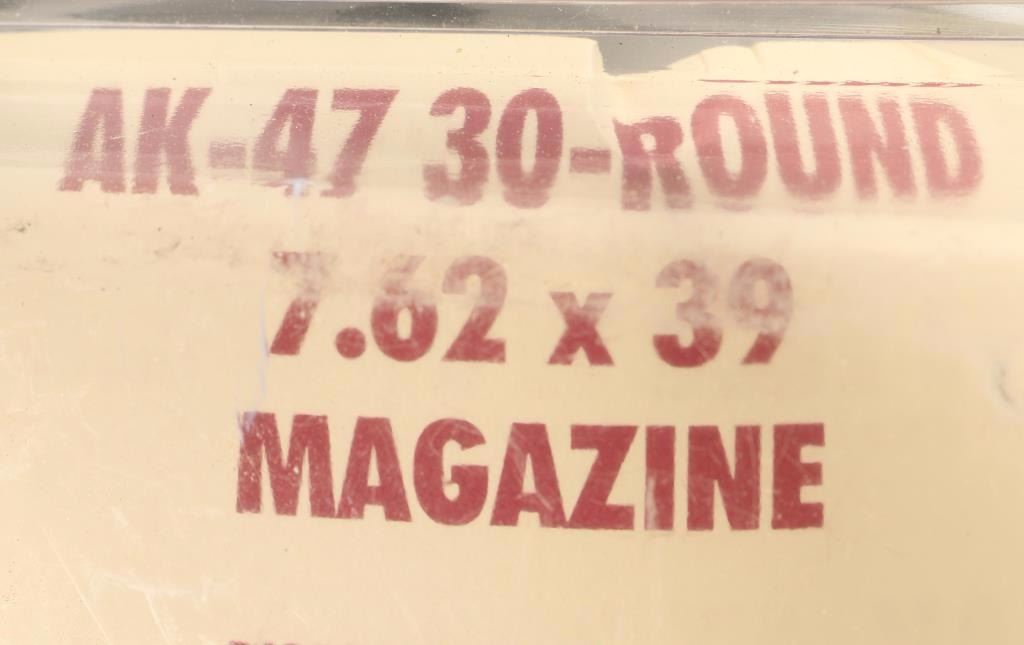 AK-47 30-ROUND
7.62 x 39
MAGAZINE